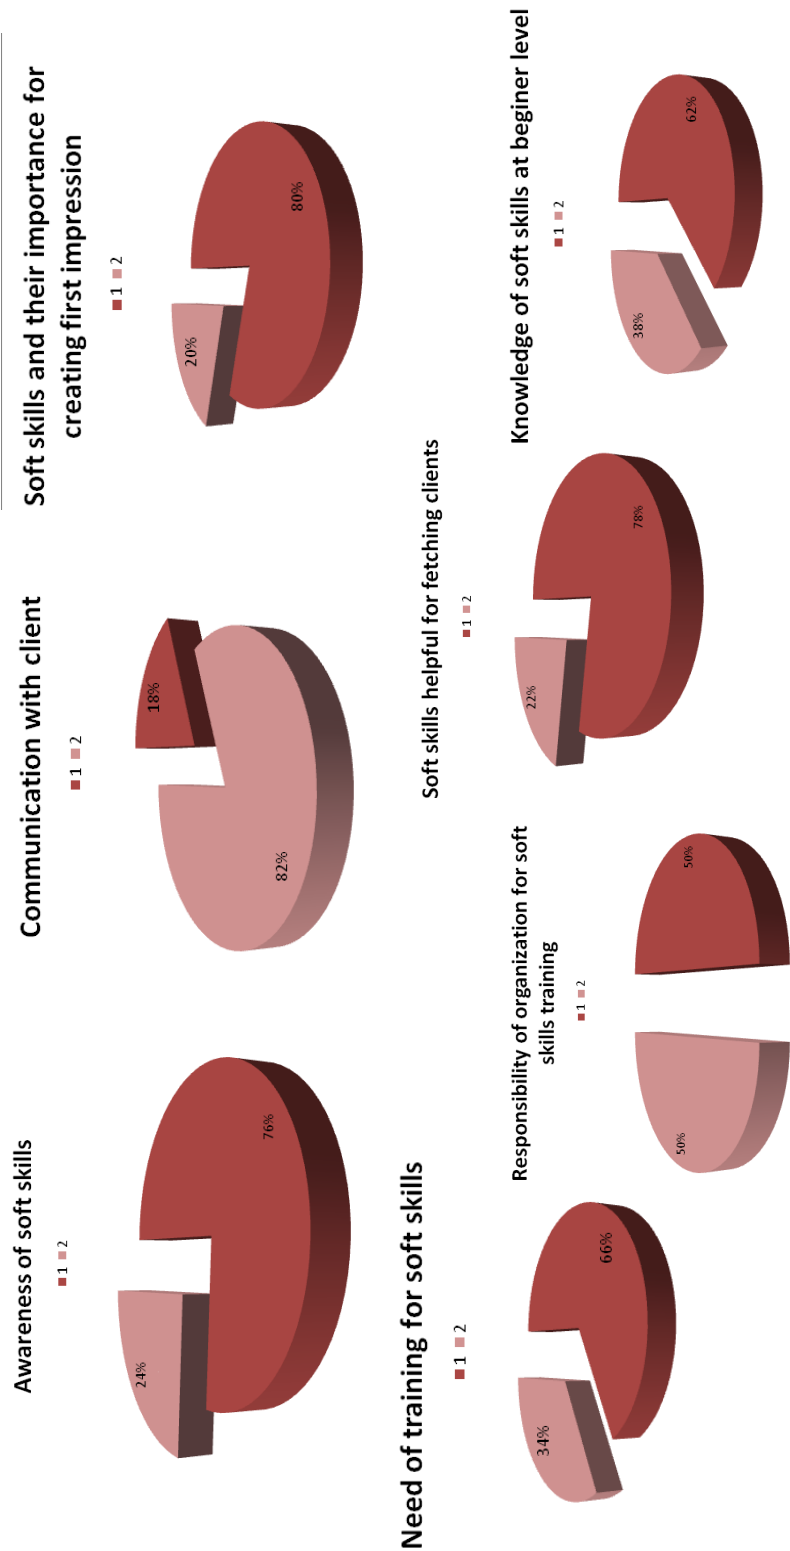 Awareness of soft skills
1 2
24%
76%
Communication with client
1 2
18%
82%
Soft skills and their importance for
creating first impression
1 2
20%
80%
Need of training for soft skills
1 2
34%
66%
Responsibility of organization for soft
skills training
1 2
50%
50%
Soft skills helpful for fetching clients
1 2
22%
78%
Knowledge of soft skills at beginer level
1 2
38%
62%